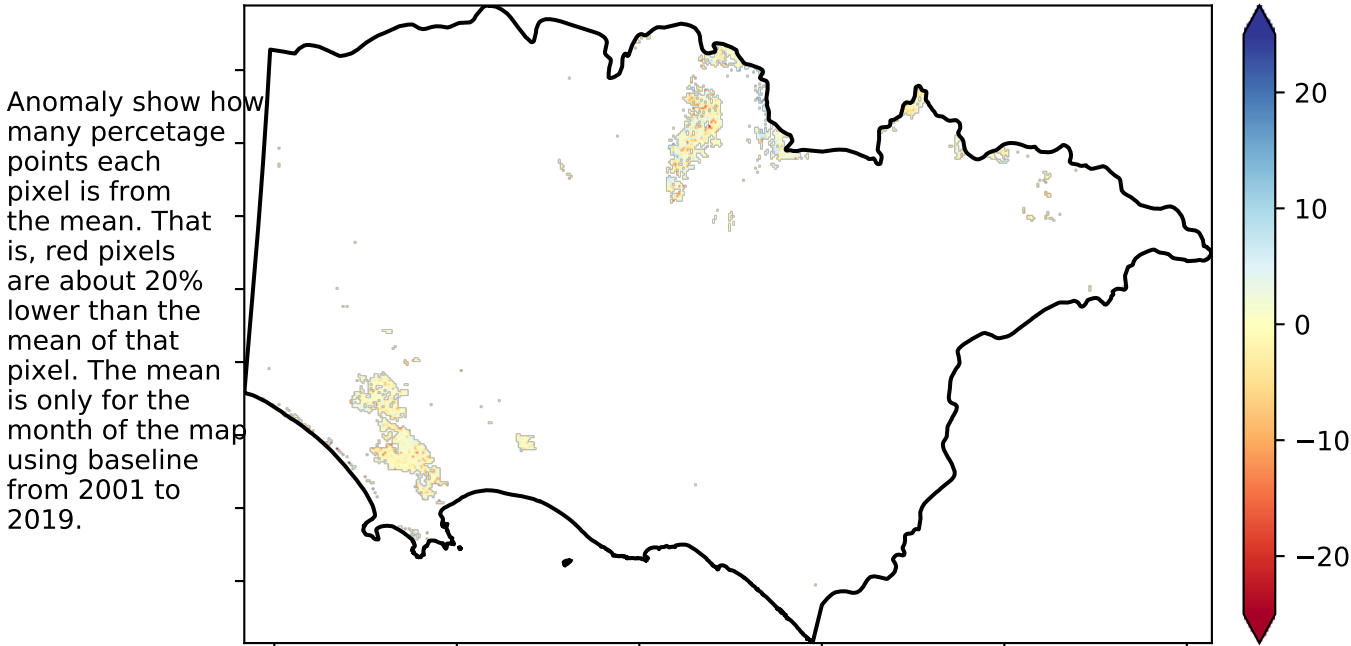 Anomaly show how
many percetage
points each
pixel is from
the mean. That
is, red pixels
are about 20%
lower than the
mean of that
pixel. The mean
is only for the
month of the map
using baseline
from 2001 to
2019.
20
10
0
−10
−20